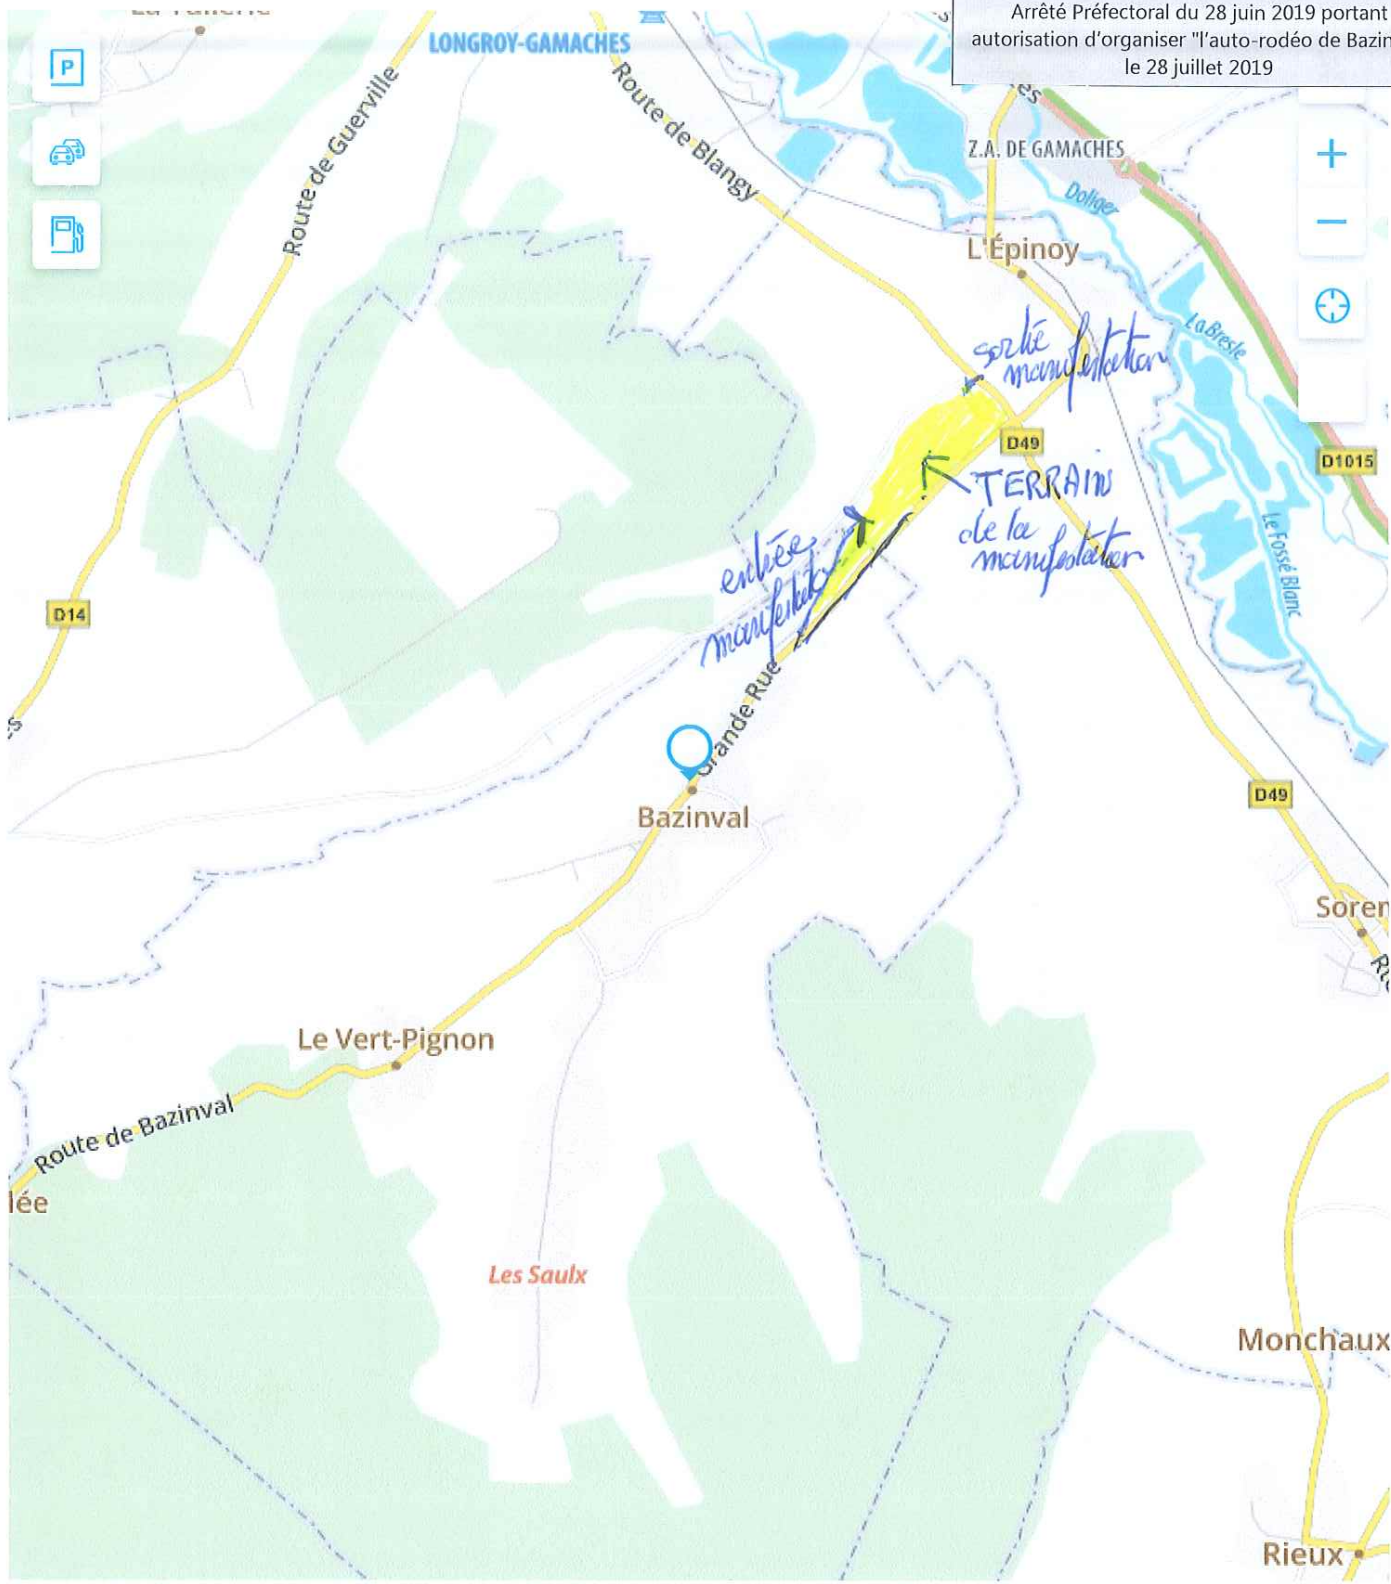 Arrêté Préfectoral du 28 juin 2019 portant
autorisation d'organiser "l'auto-rodéo de Bazin
le 28 juillet 2019
P
LONGROY-GAMACHES
Route de Guerville
Route de Blangy
es
Z.A. DE GAMACHES
Doliger
L'Épinoy
La Bresle
sortie
manifestation
D49
D1015
TERRAIN
de la
manifestation
entrée
Le Fossé Blanc
D14
es
Grande Rue
Bazinval
D49
Soren
Le Vert-Pignon
Route de Bazinval
lée
Les Saulx
Monchaux
Rieux